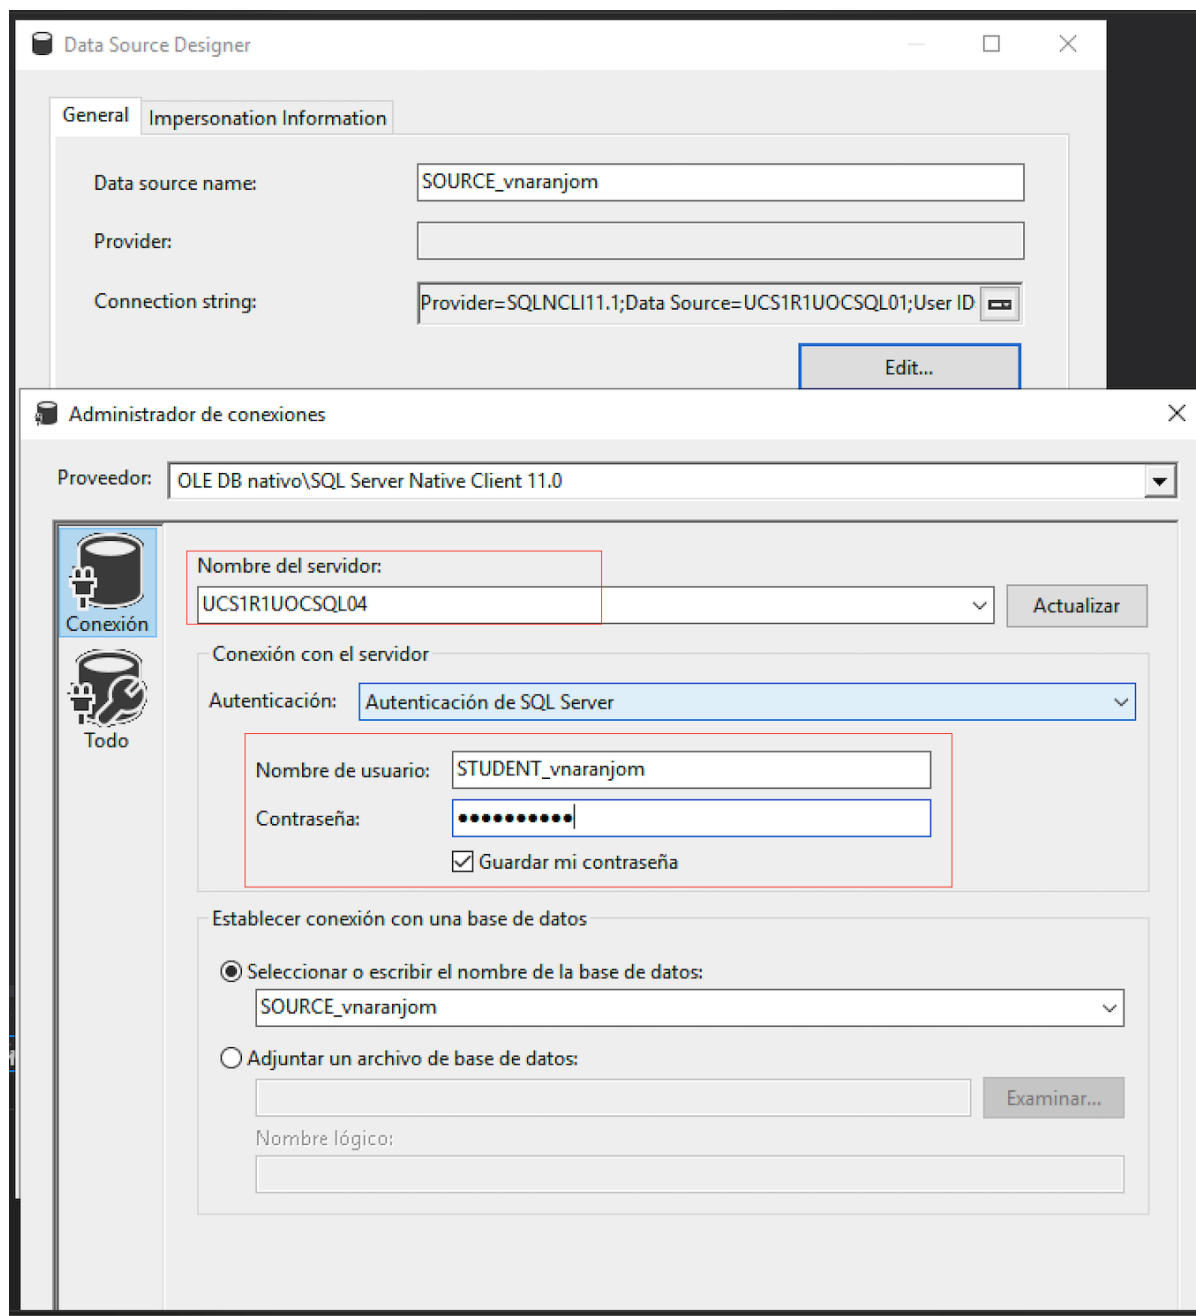 Data Source Designer
General
Impersonation Information
Data source name:
SOURCE_vnaranjom
Provider:
Connection string:
Provider=SQLNCLI11.1;Data Source=UCS1R1UOCSQL01;User ID
Edit...
Administrador de conexiones
Proveedor:
OLE DB nativo\SQL Server Native Client 11.0
Conexión
Todo
Nombre del servidor:
UCS1R1UOCSQL04
Actualizar
Conexión con el servidor
Autenticación:
Autenticación de SQL Server
Nombre de usuario:
STUDENT_vnaranjom
Contraseña:
●●●●●●●●●●
Guardar mi contraseña
Establecer conexión con una base de datos
Seleccionar o escribir el nombre de la base de datos:
SOURCE_vnaranjom
Adjuntar un archivo de base de datos:
Examinar...
Nombre lógico: